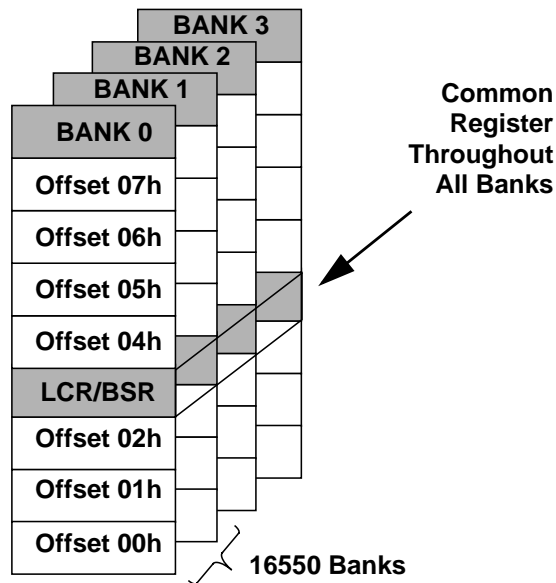 BANK 3
BANK 2
BANK 1
BANK 0
Common
Register
Throughout
All Banks
Offset 07h
Offset 06h
Offset 05h
Offset 04h
LCR/BSR
Offset 02h
Offset 01h
Offset 00h
16550 Banks